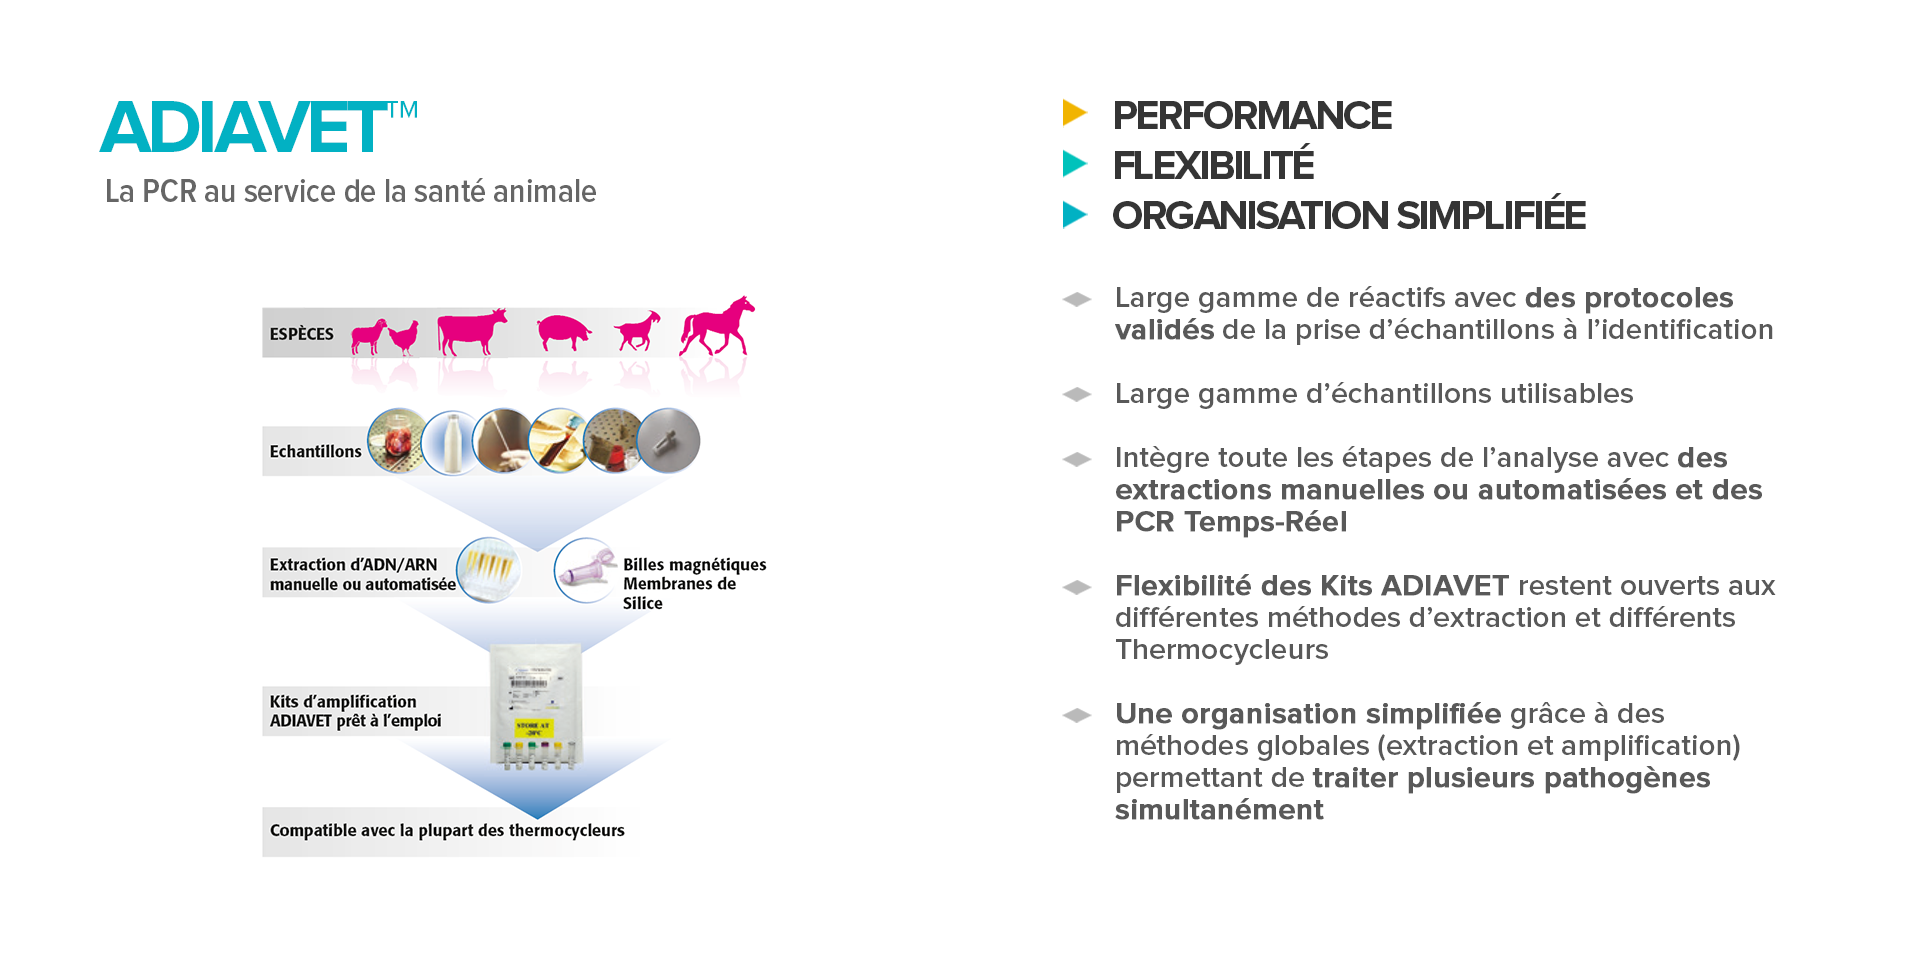 ADIAVET™
La PCR au service de la santé animale
ESPÈCES
Echantillons
Extraction d'ADN/ARN
manuelle ou automatisée
Billes magnétiques
Membranes de
Silice
Kits d'amplification
ADIAVET prêt à l'emploi
STORE AT
-20°C
Compatible avec la plupart des thermocycleurs
PERFORMANCE
FLEXIBILITÉ
ORGANISATION SIMPLIFIÉE
Large gamme de réactifs avec des protocoles
validés de la prise d'échantillons à l'identification
Large gamme d'échantillons utilisables
Intègre toute les étapes de l'analyse avec des
extractions manuelles ou automatisées et des
PCR Temps-Réel
Flexibilité des Kits ADIAVET restent ouverts aux
différentes méthodes d'extraction et différents
Thermocycleurs
Une organisation simplifiée grâce à des
méthodes globales (extraction et amplification)
permettant de traiter plusieurs pathogènes
simultanément